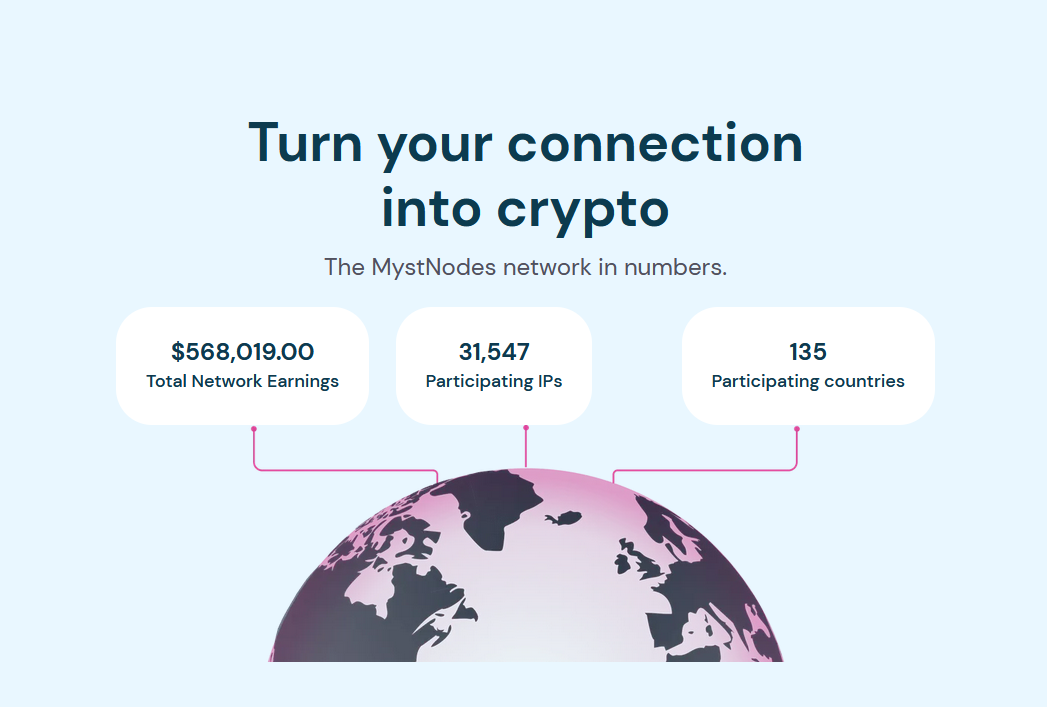 Turn your connection
into crypto
The MystNodes network in numbers.
$568,019.00
Total Network Earnings
31,547
Participating IPs
135
Participating countries